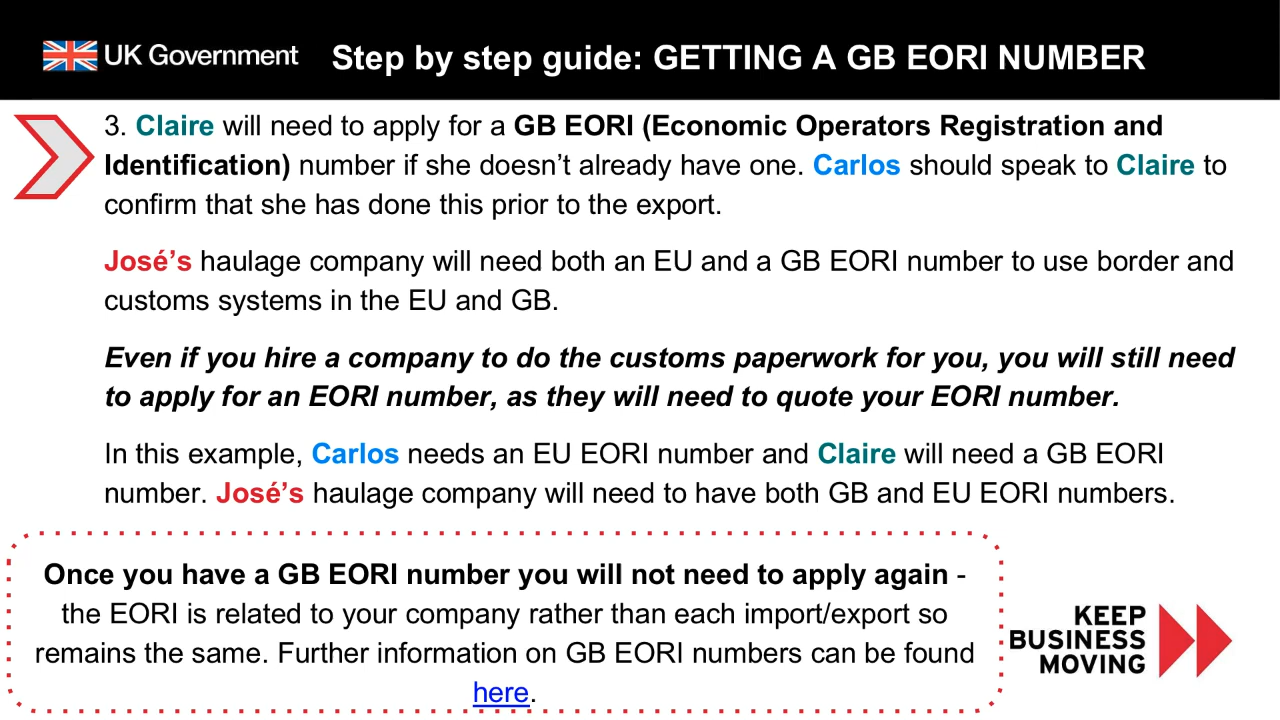 UK Government
Step by step guide: GETTING A GB EORI NUMBER
3. Claire will need to apply for a GB EORI (Economic Operators Registration and
Identification) number if she doesn’t already have one. Carlos should speak to Claire to
confirm that she has done this prior to the export.
José’s haulage company will need both an EU and a GB EORI number to use border and
customs systems in the EU and GB.
Even if you hire a company to do the customs paperwork for you, you will still need
to apply for an EORI number, as they will need to quote your EORI number.
In this example, Carlos needs an EU EORI number and Claire will need a GB EORI
number. José’s haulage company will need to have both GB and EU EORI numbers.
Once you have a GB EORI number you will not need to apply again -
the EORI is related to your company rather than each import/export so
remains the same. Further information on GB EORI numbers can be found
here.
KEEP
BUSINESS
MOVING